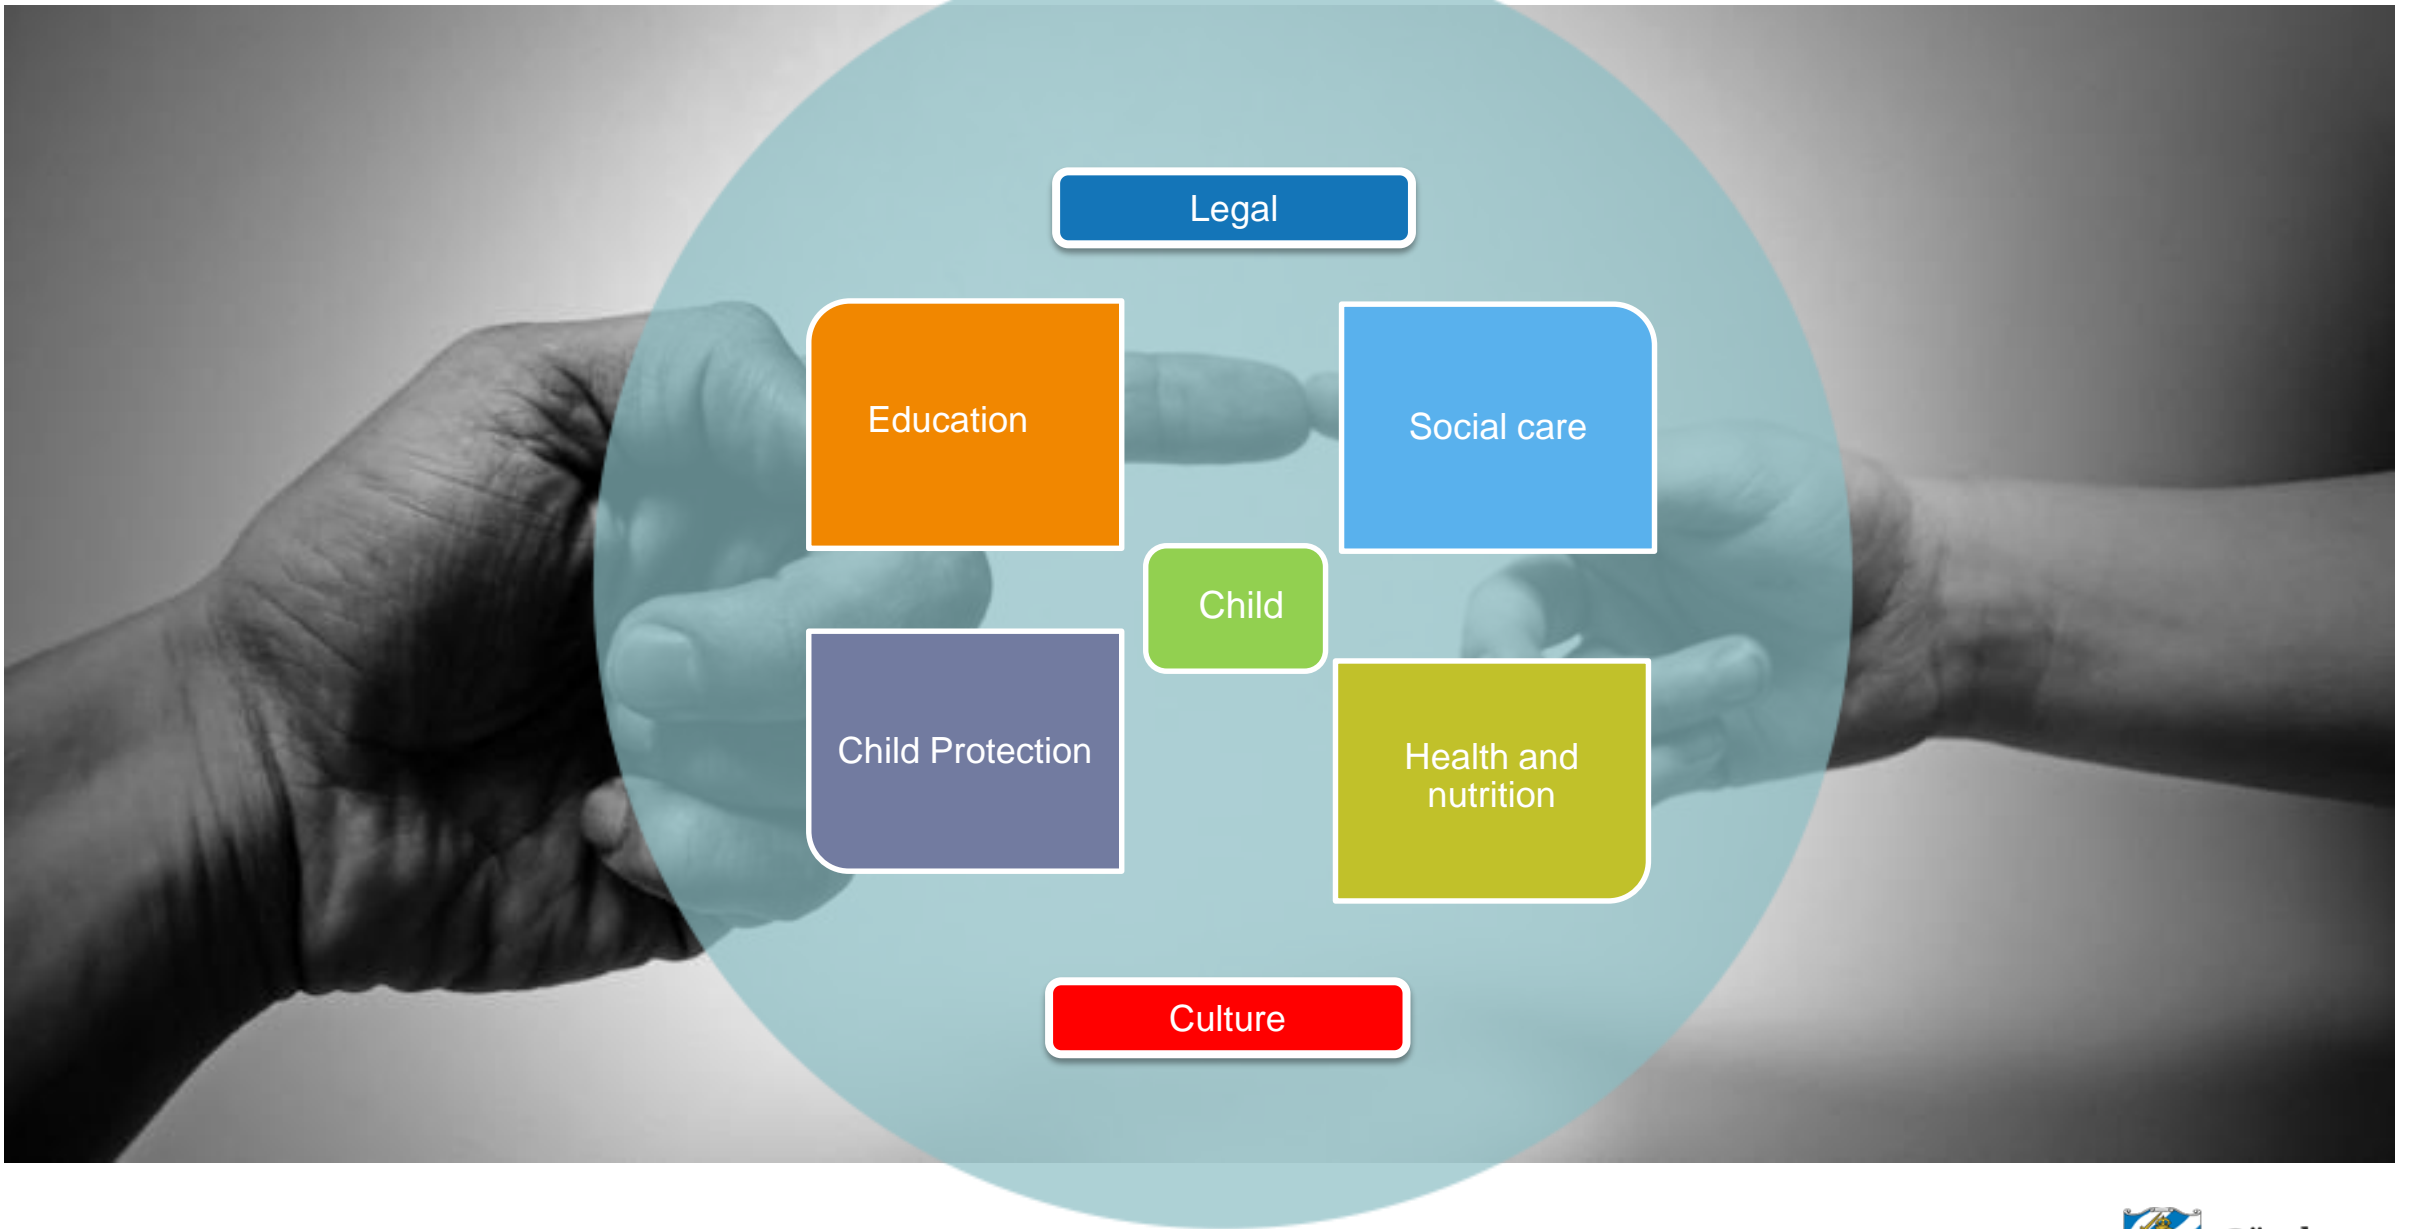 Legal
Education
Social care
Child
Child Protection
Health and
nutrition
Culture